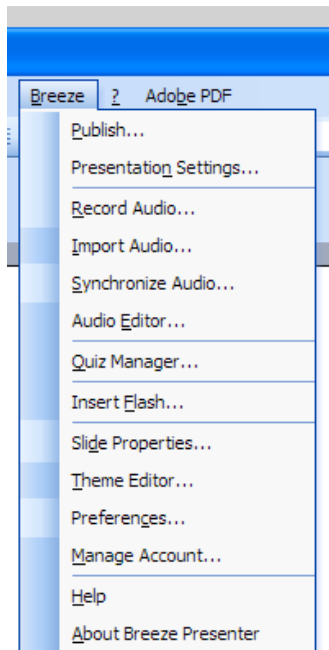 Breeze ? Adobe PDF
Publish...
Presentation Settings...
Record Audio...
Import Audio...
Synchronize Audio...
Audio Editor...
Quiz Manager...
Insert Flash...
Slide Properties...
Theme Editor...
Preferences...
Manage Account...
Help
About Breeze Presenter